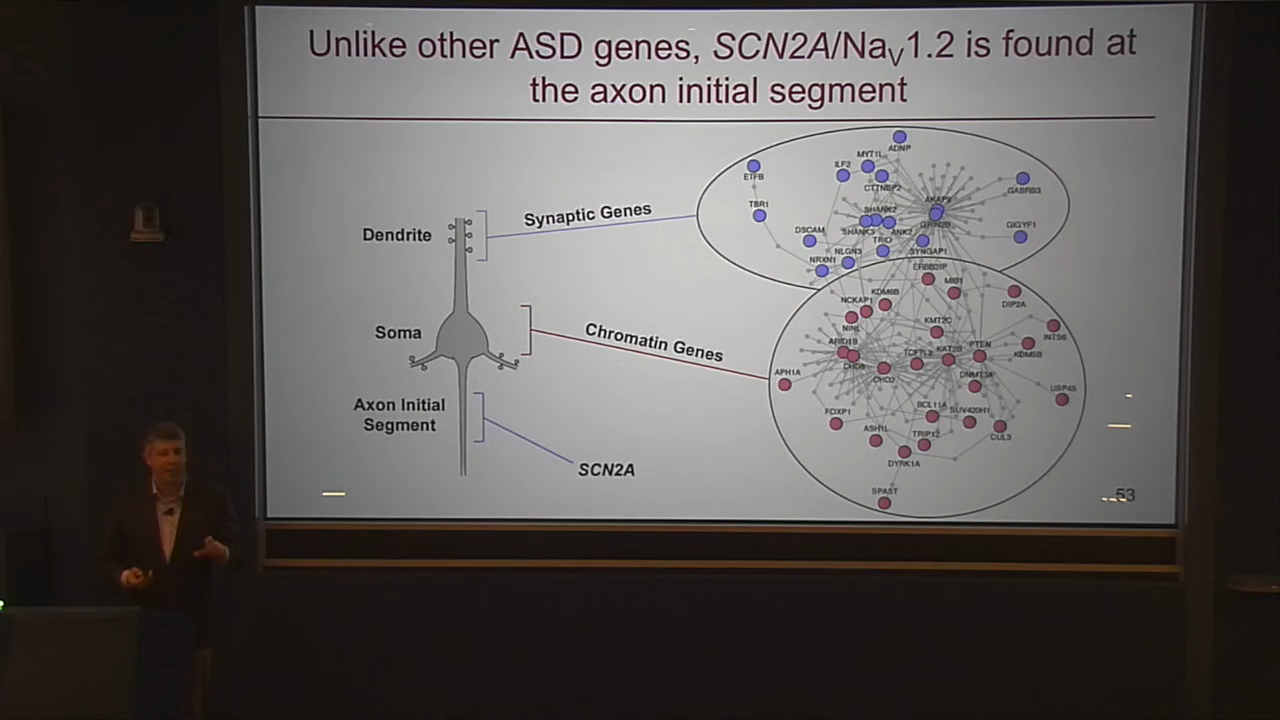 Unlike other ASD genes, SCN2A/NaV1.2 is found at
the axon initial segment
Dendrite
Synaptic Genes
Soma
Chromatin Genes
Axon Initial
Segment
SCN2A
ADNP
MYT1L
ILF2
ETFB
CTTNBP2
GABRB3
TBR1
SHANK2
GRIN2B
GIGYF1
DSCAM
SHANK3
ANK2
TRIO
NLGN3
SYNGAP1
NRXN1
ERBB2IP
KDM6B
DIP2A
NCKAP1
KMT2C
NINL
INTS6
ARID1B
TCF7L2
KAT2B
PTEN
KDM5B
APH1A
CHD8
CHD2
DNMT3A
USP45
FOXP1
BCL11A
SUV420H1
ASH1L
TRIP12
CUL3
DYRK1A
SPAST
53